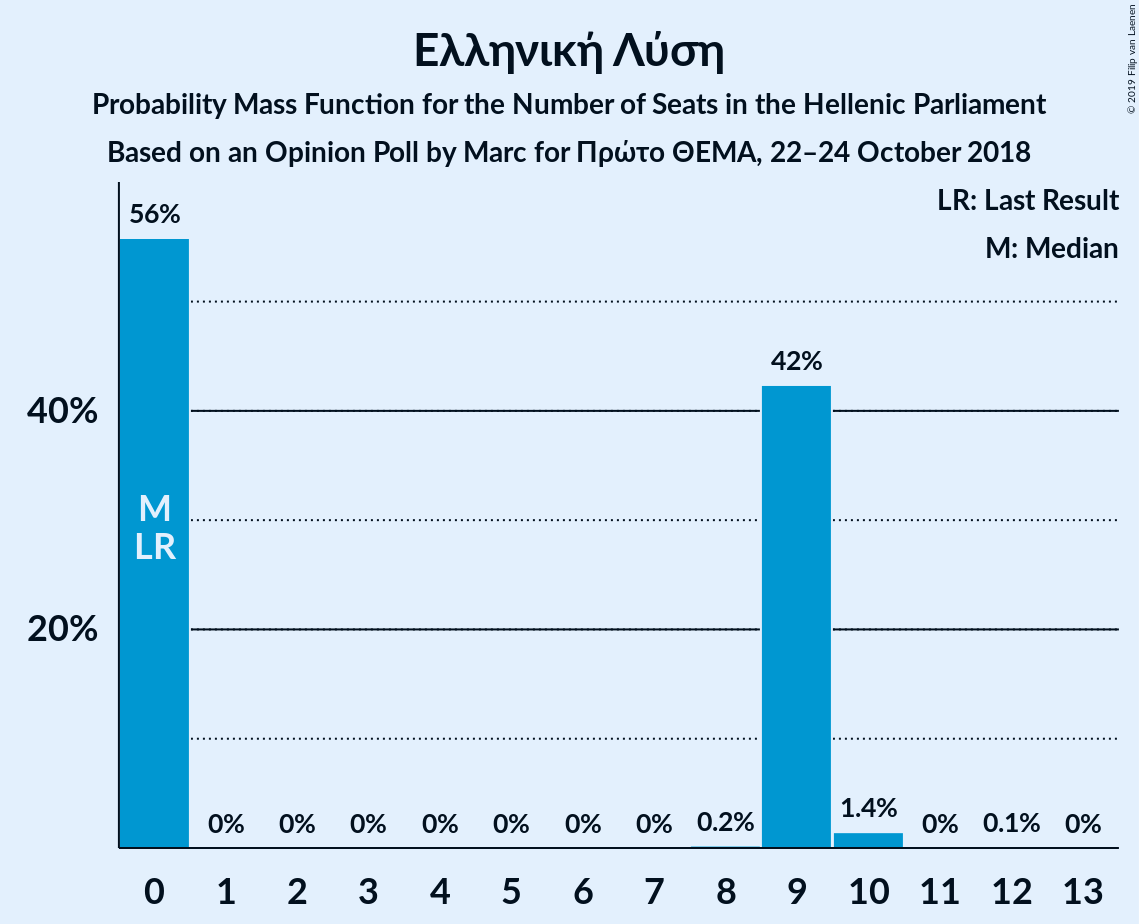 Ελληνική Λύση
Probability Mass Function for the Number of Seats in the Hellenic Parliament
Based on an Opinion Poll by Marc for Πρώτο ΘΕΜΑ, 22–24 October 2018
© 2019 Filip van Laenen
LR: Last Result
M: Median
56%
42%
40%
M
LR
20%
0% 0% 0% 0% 0% 0% 0% 0.2% 1.4% 0% 0.1% 0%
0 1 2 3 4 5 6 7 8 9 10 11 12 13